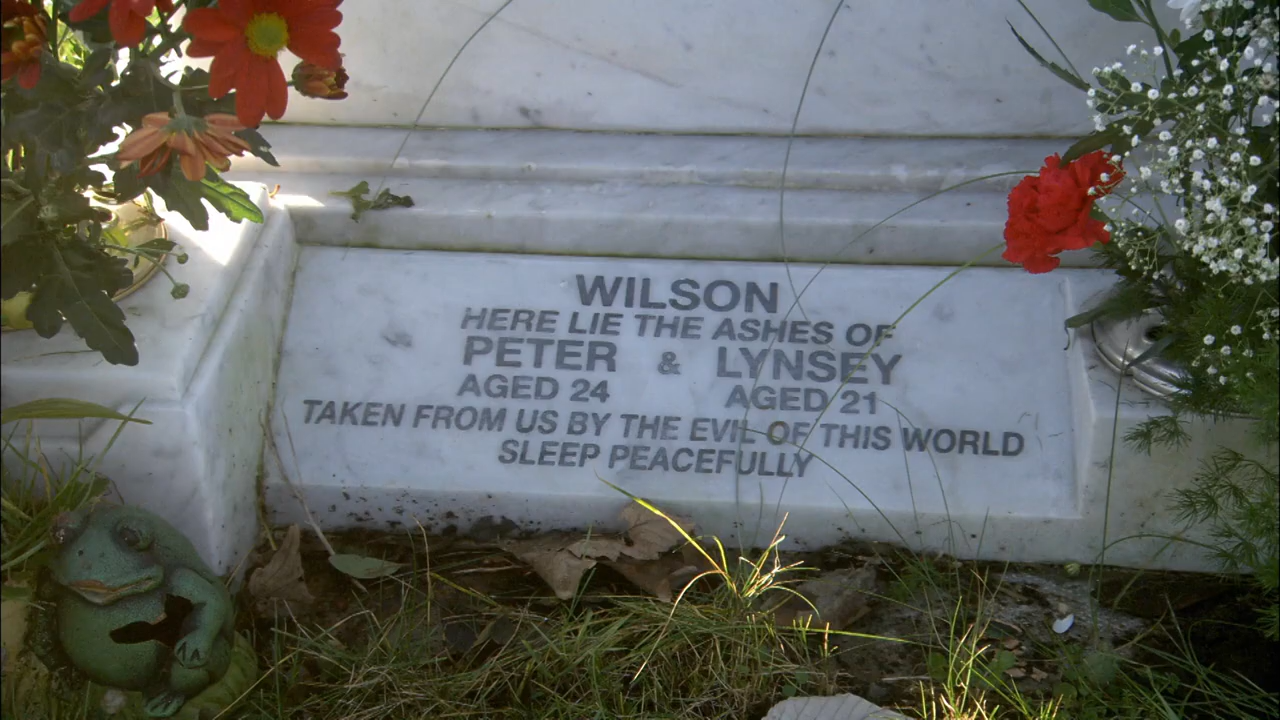 WILSON
HERE LIE THE ASHES OF
PETER & LYNSEY
AGED 24 AGED 21
TAKEN FROM US BY THE EVIL OF THIS WORLD
SLEEP PEACEFULLY